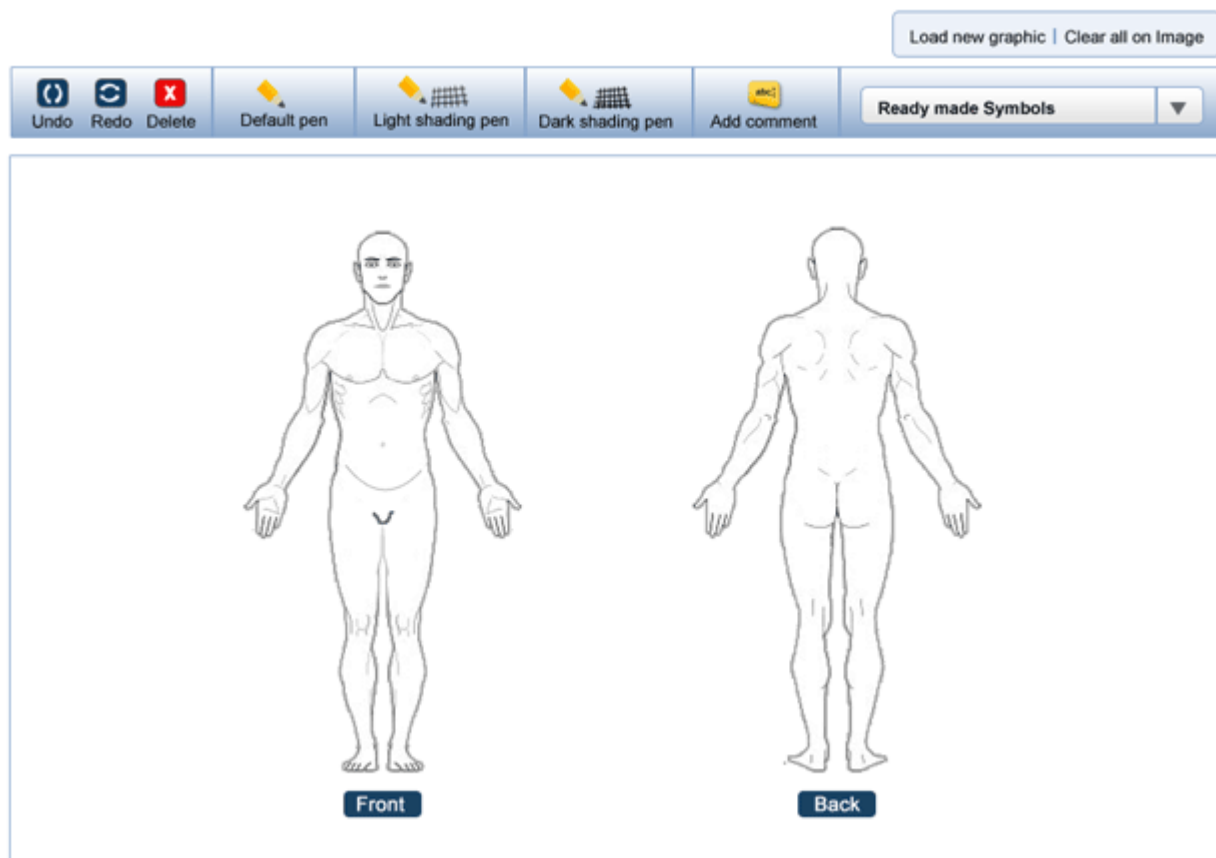 Load new graphic | Clear all on Image
Undo Redo Delete Default pen Light shading pen Dark shading pen abc Add comment Ready made Symbols
Front Back